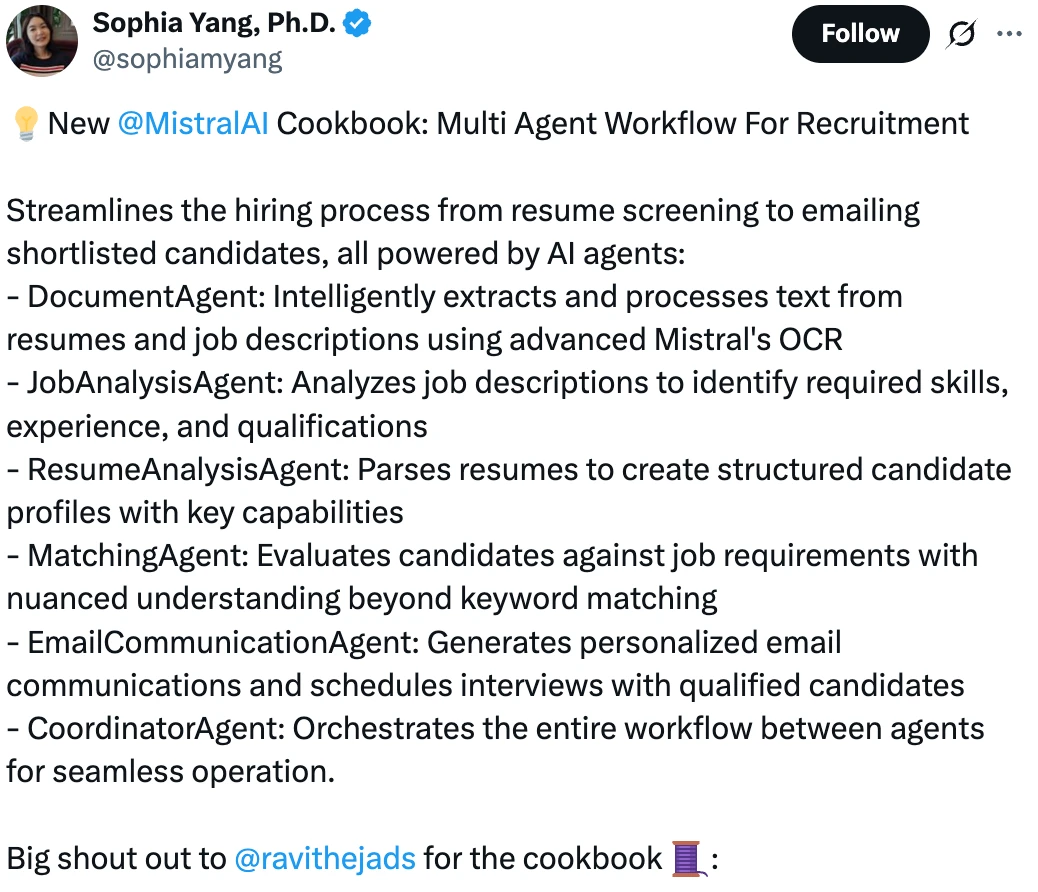 Sophia Yang, Ph.D.
@sophiamyang
Follow
💡New @MistralAI Cookbook: Multi Agent Workflow For Recruitment
Streamlines the hiring process from resume screening to emailing
shortlisted candidates, all powered by AI agents:
- DocumentAgent: Intelligently extracts and processes text from
resumes and job descriptions using advanced Mistral's OCR
- JobAnalysisAgent: Analyzes job descriptions to identify required skills,
experience, and qualifications
- ResumeAnalysisAgent: Parses resumes to create structured candidate
profiles with key capabilities
- MatchingAgent: Evaluates candidates against job requirements with
nuanced understanding beyond keyword matching
- EmailCommunicationAgent: Generates personalized email
communications and schedules interviews with qualified candidates
- CoordinatorAgent: Orchestrates the entire workflow between agents
for seamless operation.
Big shout out to @ravithejads for the cookbook 🧵: